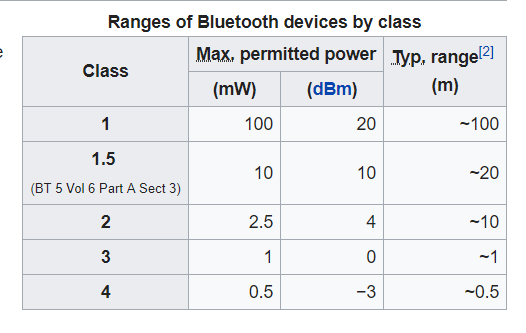 Ranges of Bluetooth devices by class
Class Max. permitted power Typ. range[2] (m)
(mW) (dBm)
1 100 20 ~100
1.5 (BT 5 Vol 6 Part A Sect 3) 10 10 ~20
2 2.5 4 ~10
3 1 0 ~1
4 0.5 −3 ~0.5